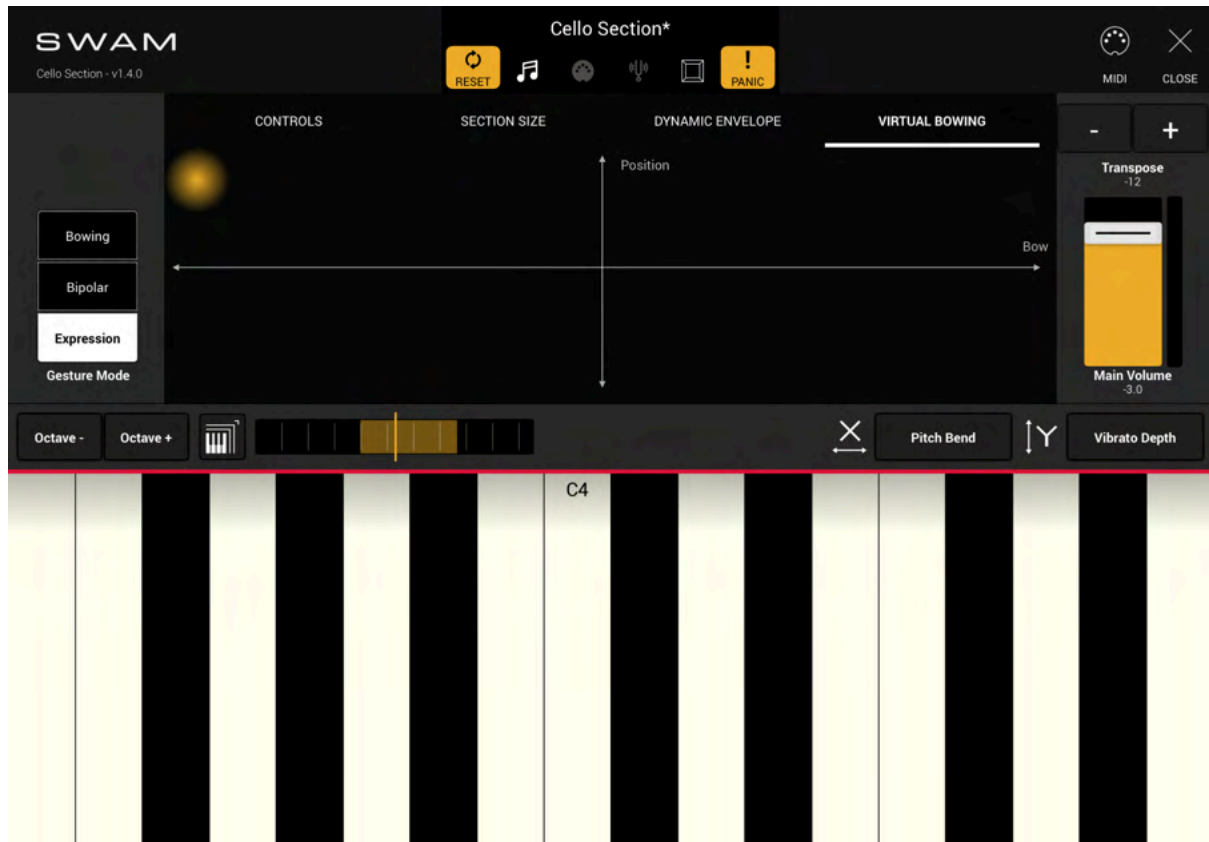 SWAM
Cello Section - v1.4.0
Cello Section*
RESET
!
PANIC
MIDI
CLOSE
CONTROLS
SECTION SIZE
DYNAMIC ENVELOPE
VIRTUAL BOWING
- +
Position
Transpose
-12
Bowing
Bow
Bipolar
Expression
Gesture Mode
Main Volume
-3.0
Octave -
Octave +
X
Pitch Bend
Y
Vibrato Depth
C4